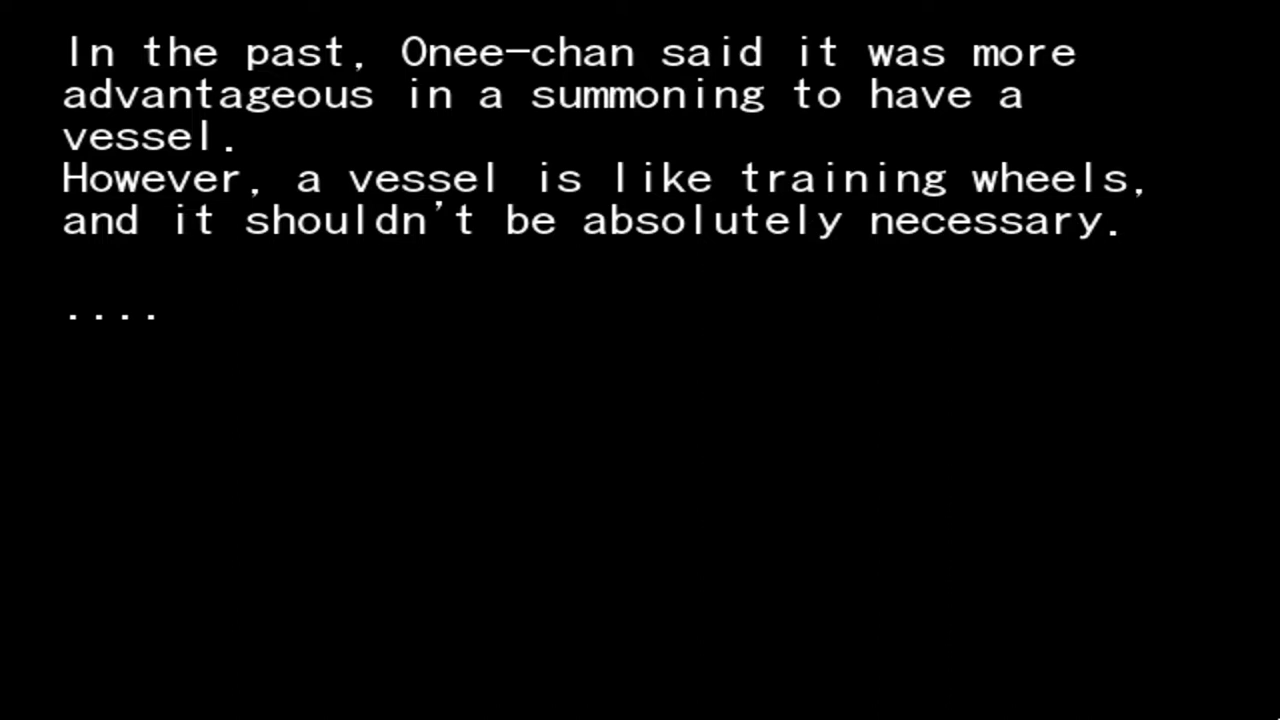 In the past, Onee-chan said it was more
advantageous in a summoning to have a
vessel.
However, a vessel is like training wheels,
and it shouldn't be absolutely necessary.
....